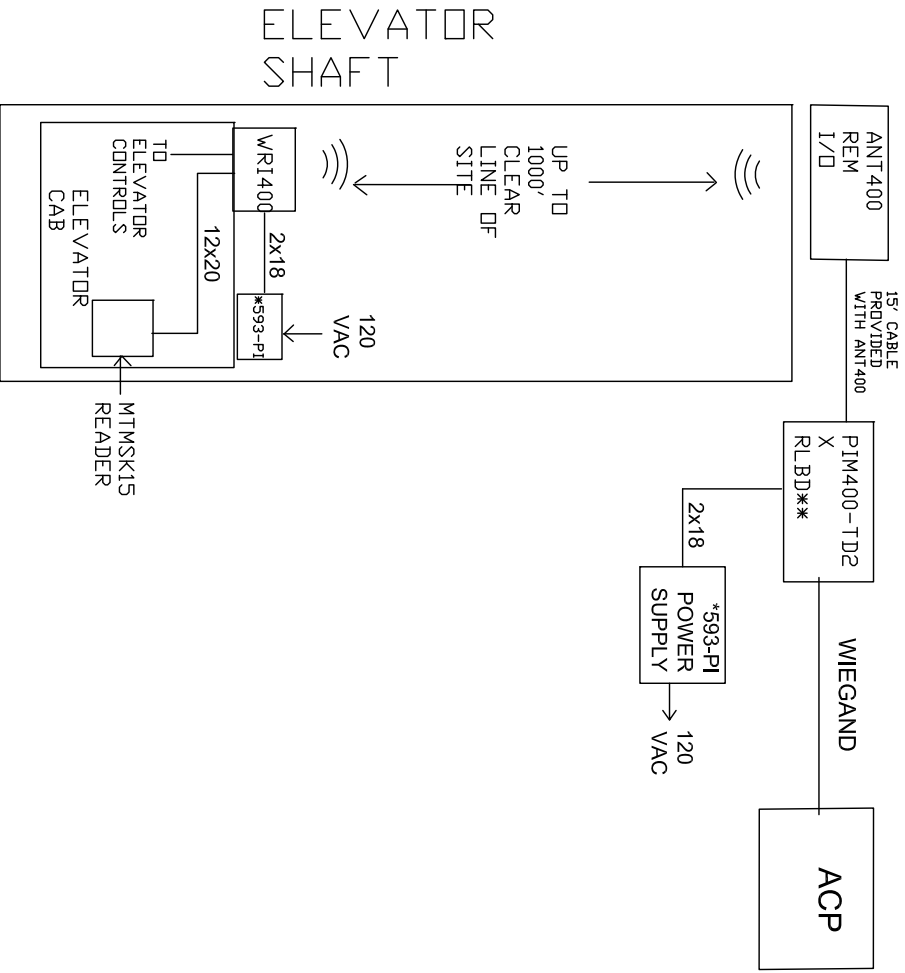 ELEVATOR
SHAFT
ANT400
REM
I/O
15' CABLE
PROVIDED
WITH ANT400
PIM400-TD2
X
RLBD**
WIEGAND
ACP
2x18
*593-PI
POWER
SUPPLY
120
VAC
UP TO
1000'
CLEAR
LINE OF
SITE
WRI400
2x18
*593-PI
120
VAC
TO
ELEVATOR
CONTROLS
12x20
ELEVATOR
CAB
MTMSK15
READER